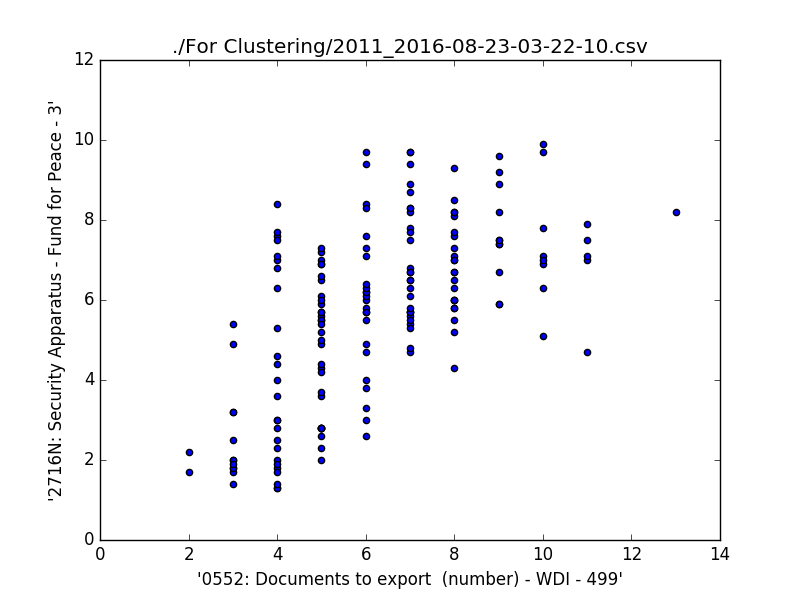 ./For Clustering/2011_2016-08-23-03-22-10.csv
12
10
8
6
4
2
0
'2716N: Security Apparatus - Fund for Peace - 3'
0 2 4 6 8 10 12 14
'0552: Documents to export  (number) - WDI - 499'